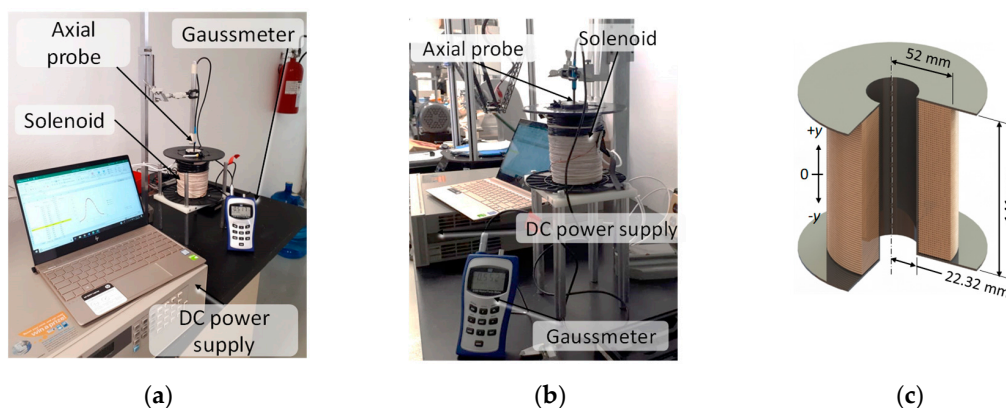 Axial
probe
Gaussmeter
Solenoid
DC power
supply
(a)
Axial probe
Solenoid
DC power supply
Gaussmeter
(b)
52 mm
+y
0
-y
22.32 mm
(c)